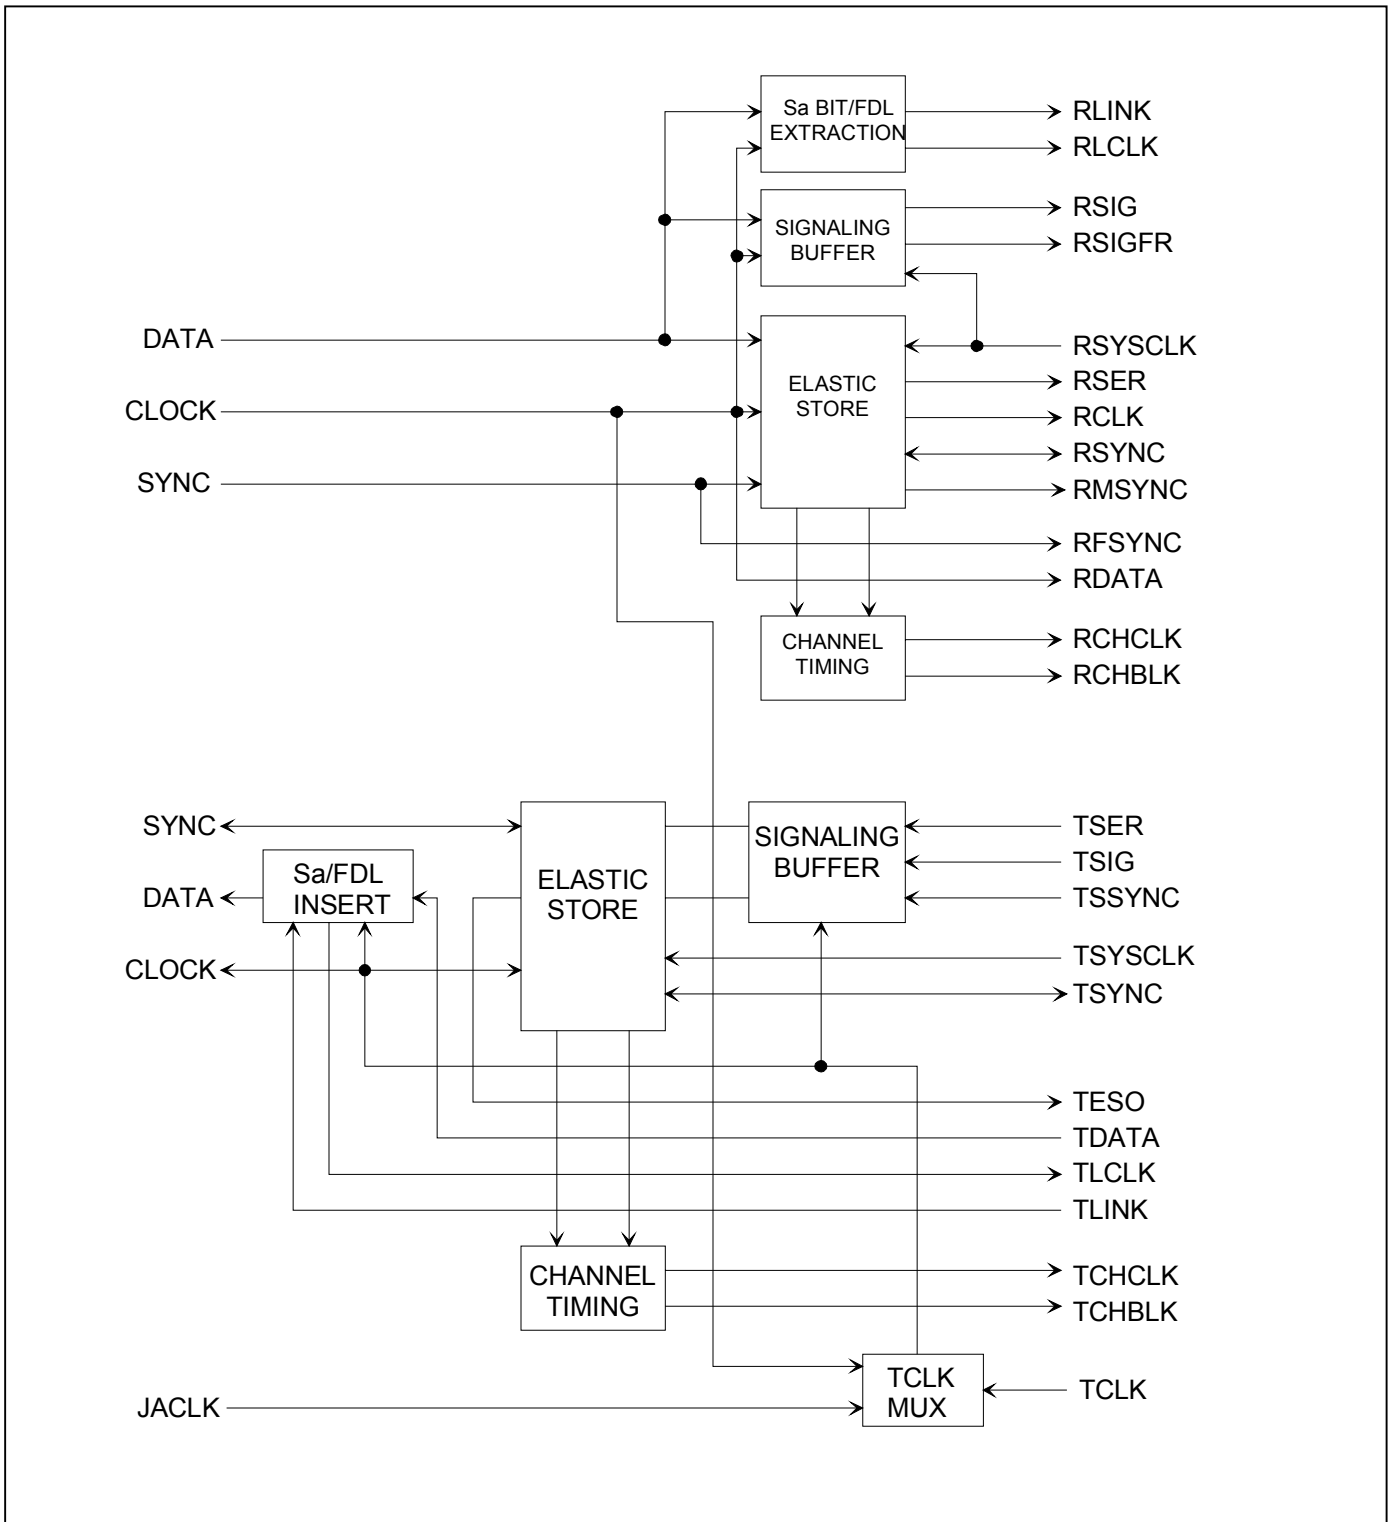 Sa BIT/FDL
EXTRACTION
RLINK
RLCLK
SIGNALING
BUFFER
RSIG
RSIGFR
DATA
CLOCK
SYNC
ELASTIC
STORE
RSYSCLK
RSER
RCLK
RSYNC
RMSYNC
RFSYNC
RDATA
CHANNEL
TIMING
RCHCLK
RCHBLK
SYNC
DATA
CLOCK
Sa/FDL
INSERT
ELASTIC
STORE
SIGNALING
BUFFER
TSER
TSIG
TSSYNC
TSYSCLK
TSYNC
TESO
TDATA
TLCLK
TLINK
CHANNEL
TIMING
TCHCLK
TCHBLK
JACLK
TCLK
MUX
TCLK